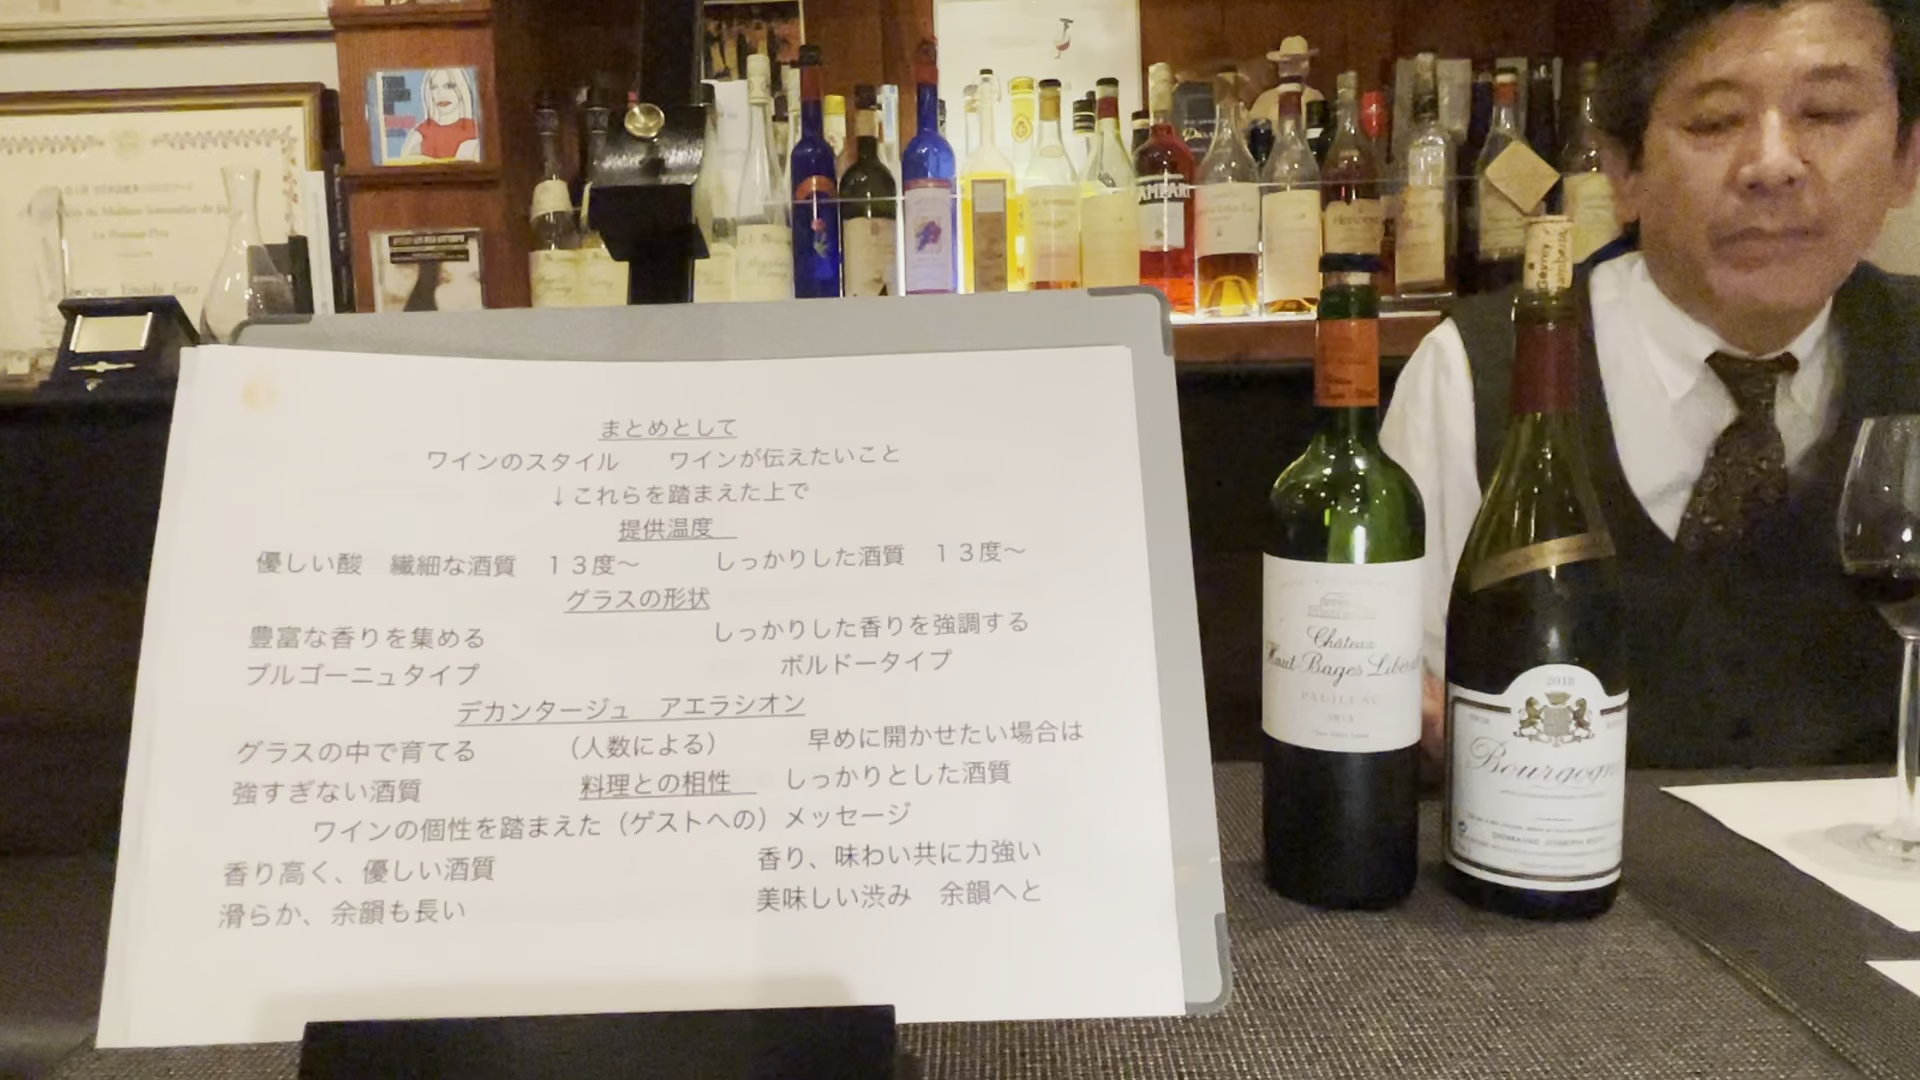 まとめとして
ワインのスタイル　ワインが伝えたいこと
↓これらを踏まえた上で
提供温度
優しい酸　繊細な酒質　１３度～　しっかりした酒質　１３度～
グラスの形状
豊富な香りを集める　しっかりした香りを強調する
ブルゴーニュタイプ　ボルドータイプ
デカンタージュ　アエラシオン
グラスの中で育てる　（人数による）　早めに開かせたい場合は
強すぎない酒質　料理との相性　しっかりとした酒質
ワインの個性を踏まえた（ゲストへの）メッセージ
香り高く、優しい酒質　香り、味わい共に力強い
滑らか、余韻も長い　美味しい渋み　余韻へと
Château
Haut-Bages Libéral
PAUILLAC
2018
Bourgogne
CAMPARI